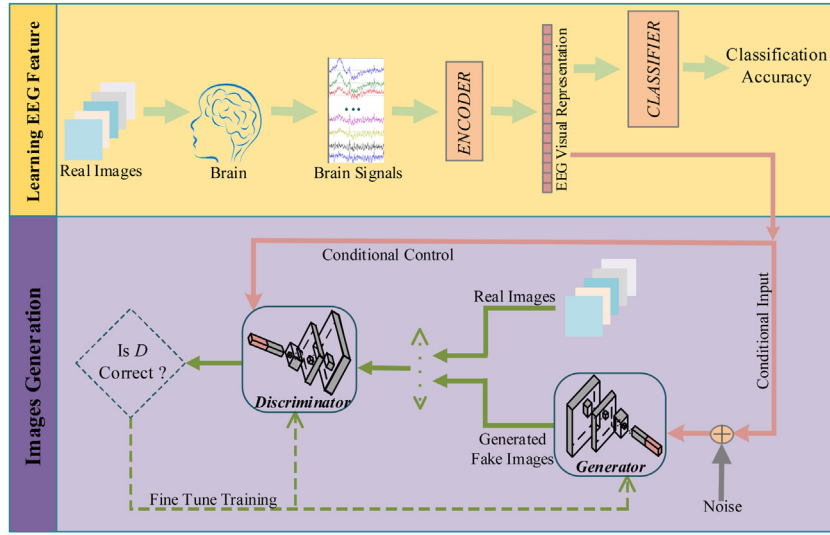 Learning EEG Feature
Real Images
Brain
Brain Signals
ENCODER
EEG Visual Representation
CLASSIFIER
Classification
Accuracy
Images Generation
Conditional Control
Real Images
Conditional Input
Is D
Correct ?
Discriminator
Generated
Fake Images
Generator
Fine Tune Training
Noise